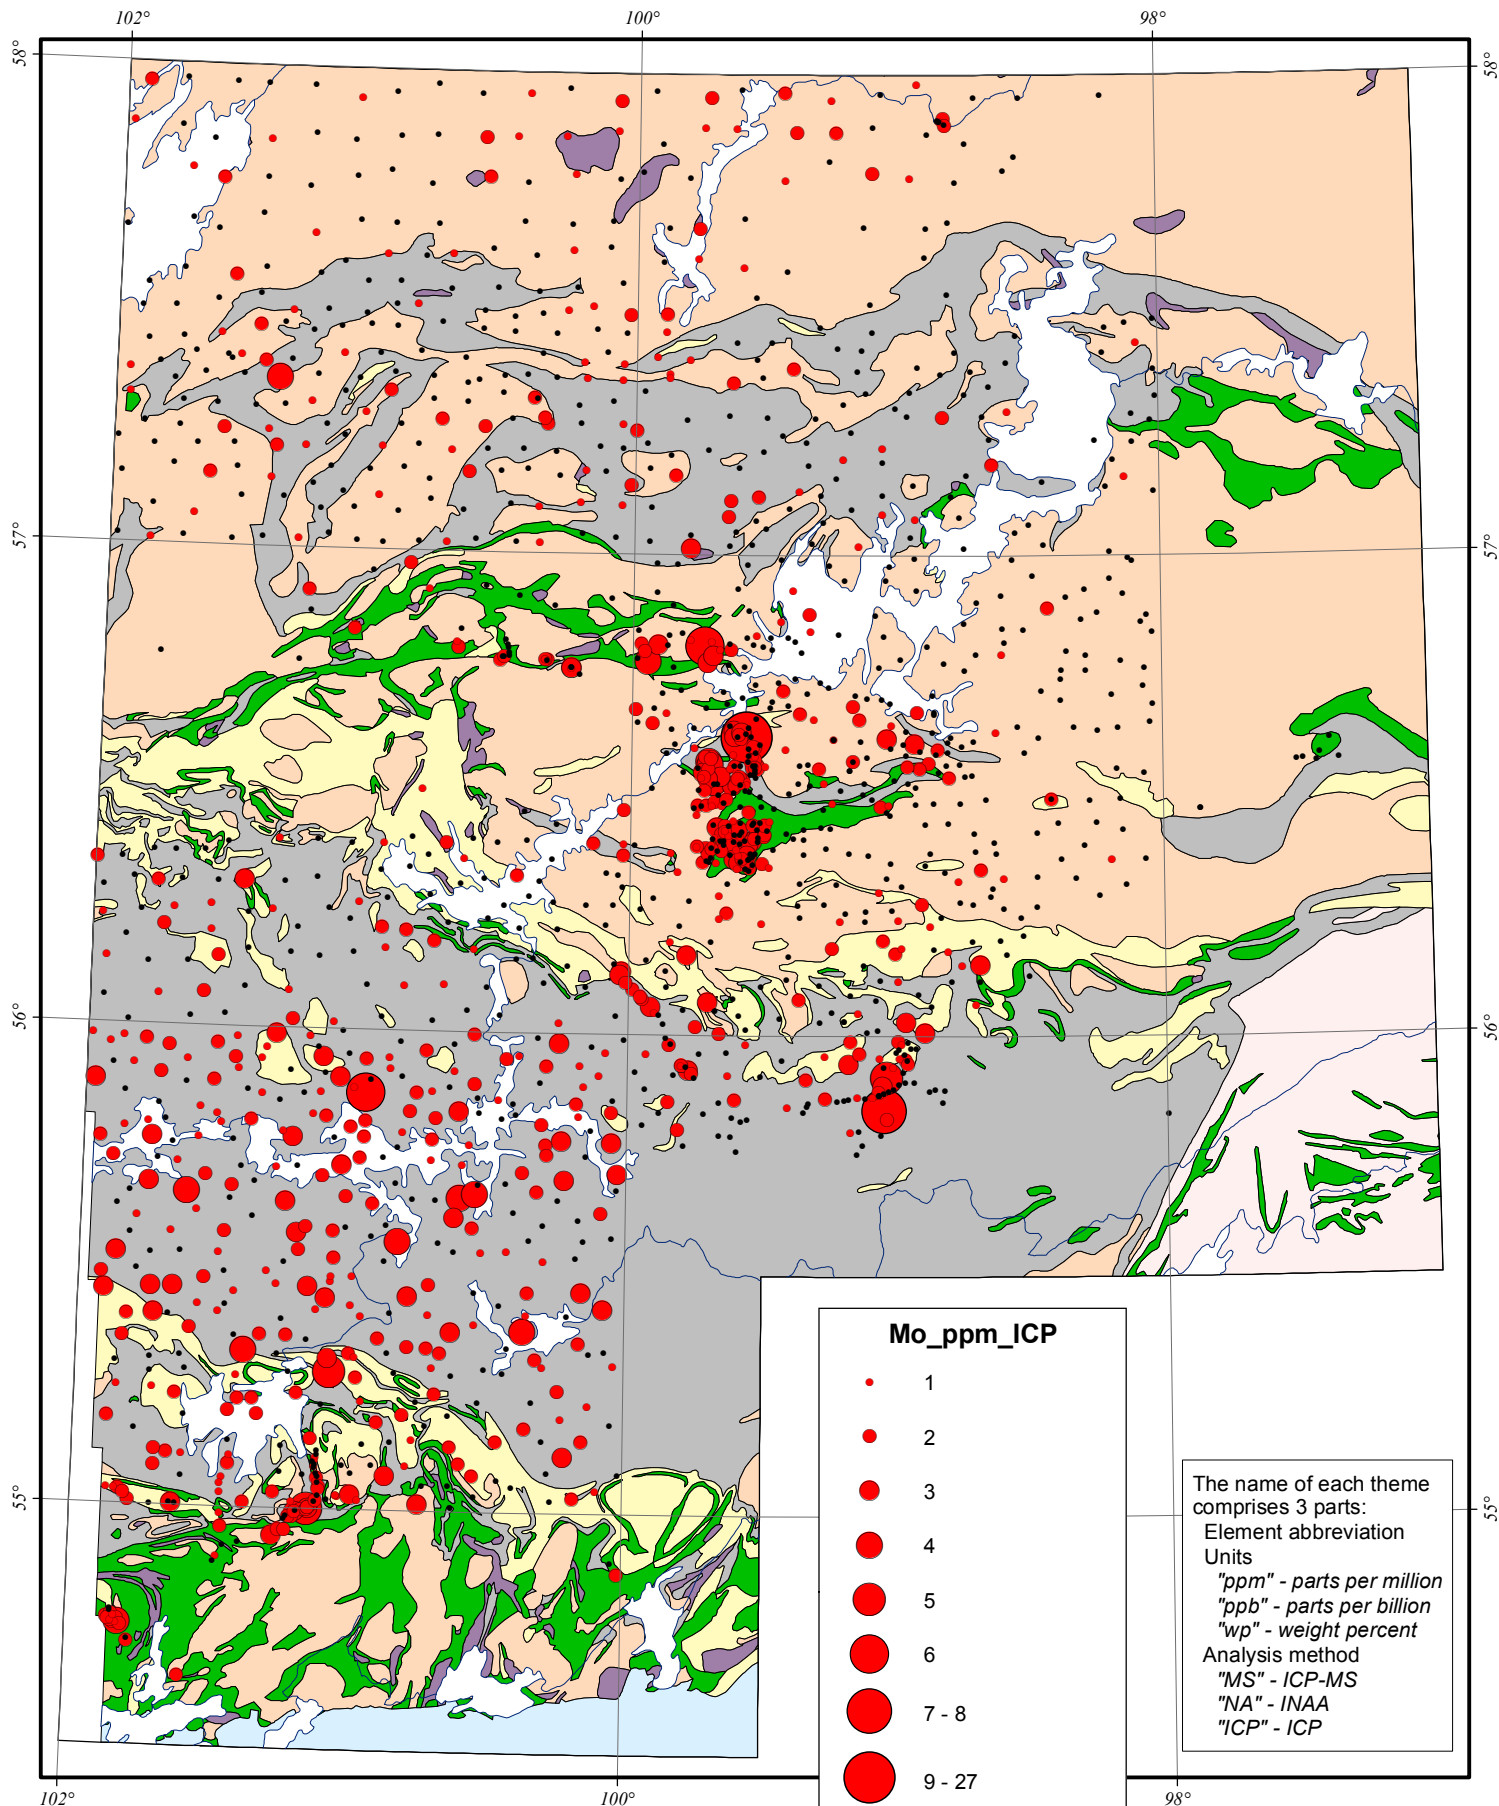 102°
100°
98°
58°
58°
57°
57°
56°
56°
55°
55°
Mo_ppm_ICP
1
2
3
4
5
6
7 - 8
9 - 27
The name of each theme
comprises 3 parts:
Element abbreviation
Units
"ppm" - parts per million
"ppb" - parts per billion
"wp" - weight percent
Analysis method
"MS" - ICP-MS
"NA" - INAA
"ICP" - ICP
102°
100°
98°